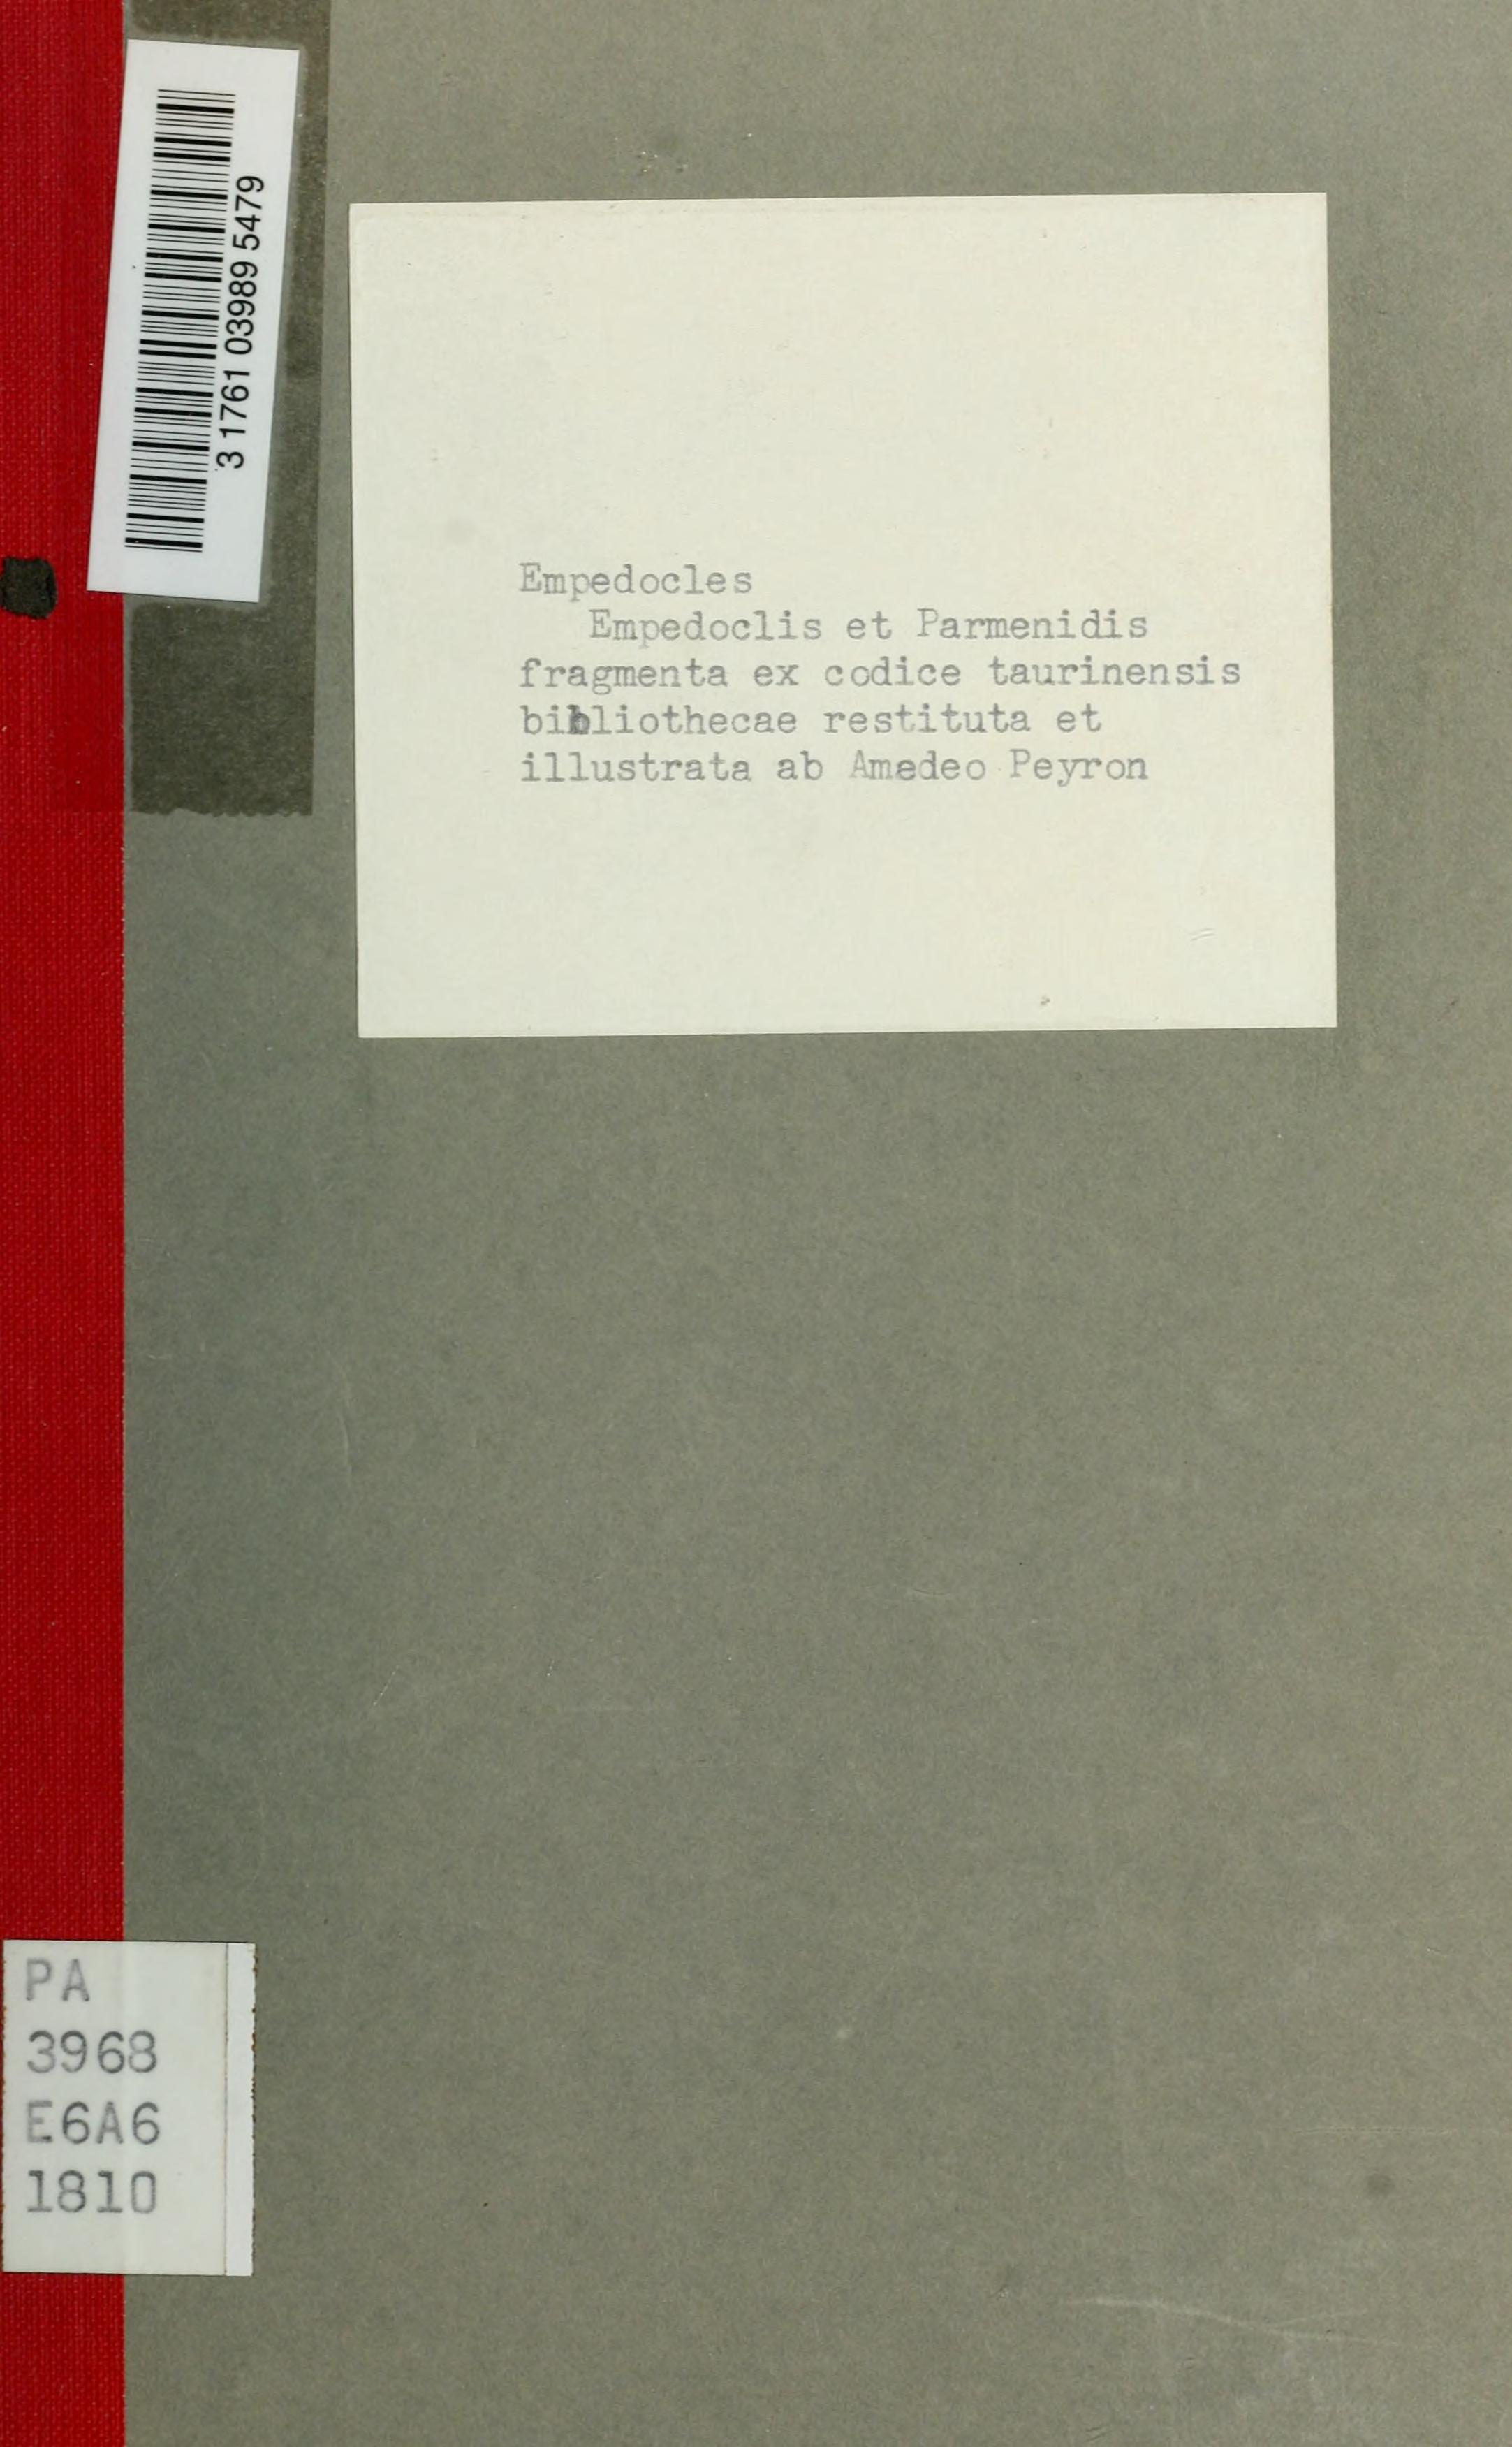 3 1761 03989 5479
Empedocles
Empedoclis et Parmenidis
fragmenta ex codice taurinensis
bibliothecae restituta et
illustrata ab Amedeo Peyron
PA
3968
E6A6
1810